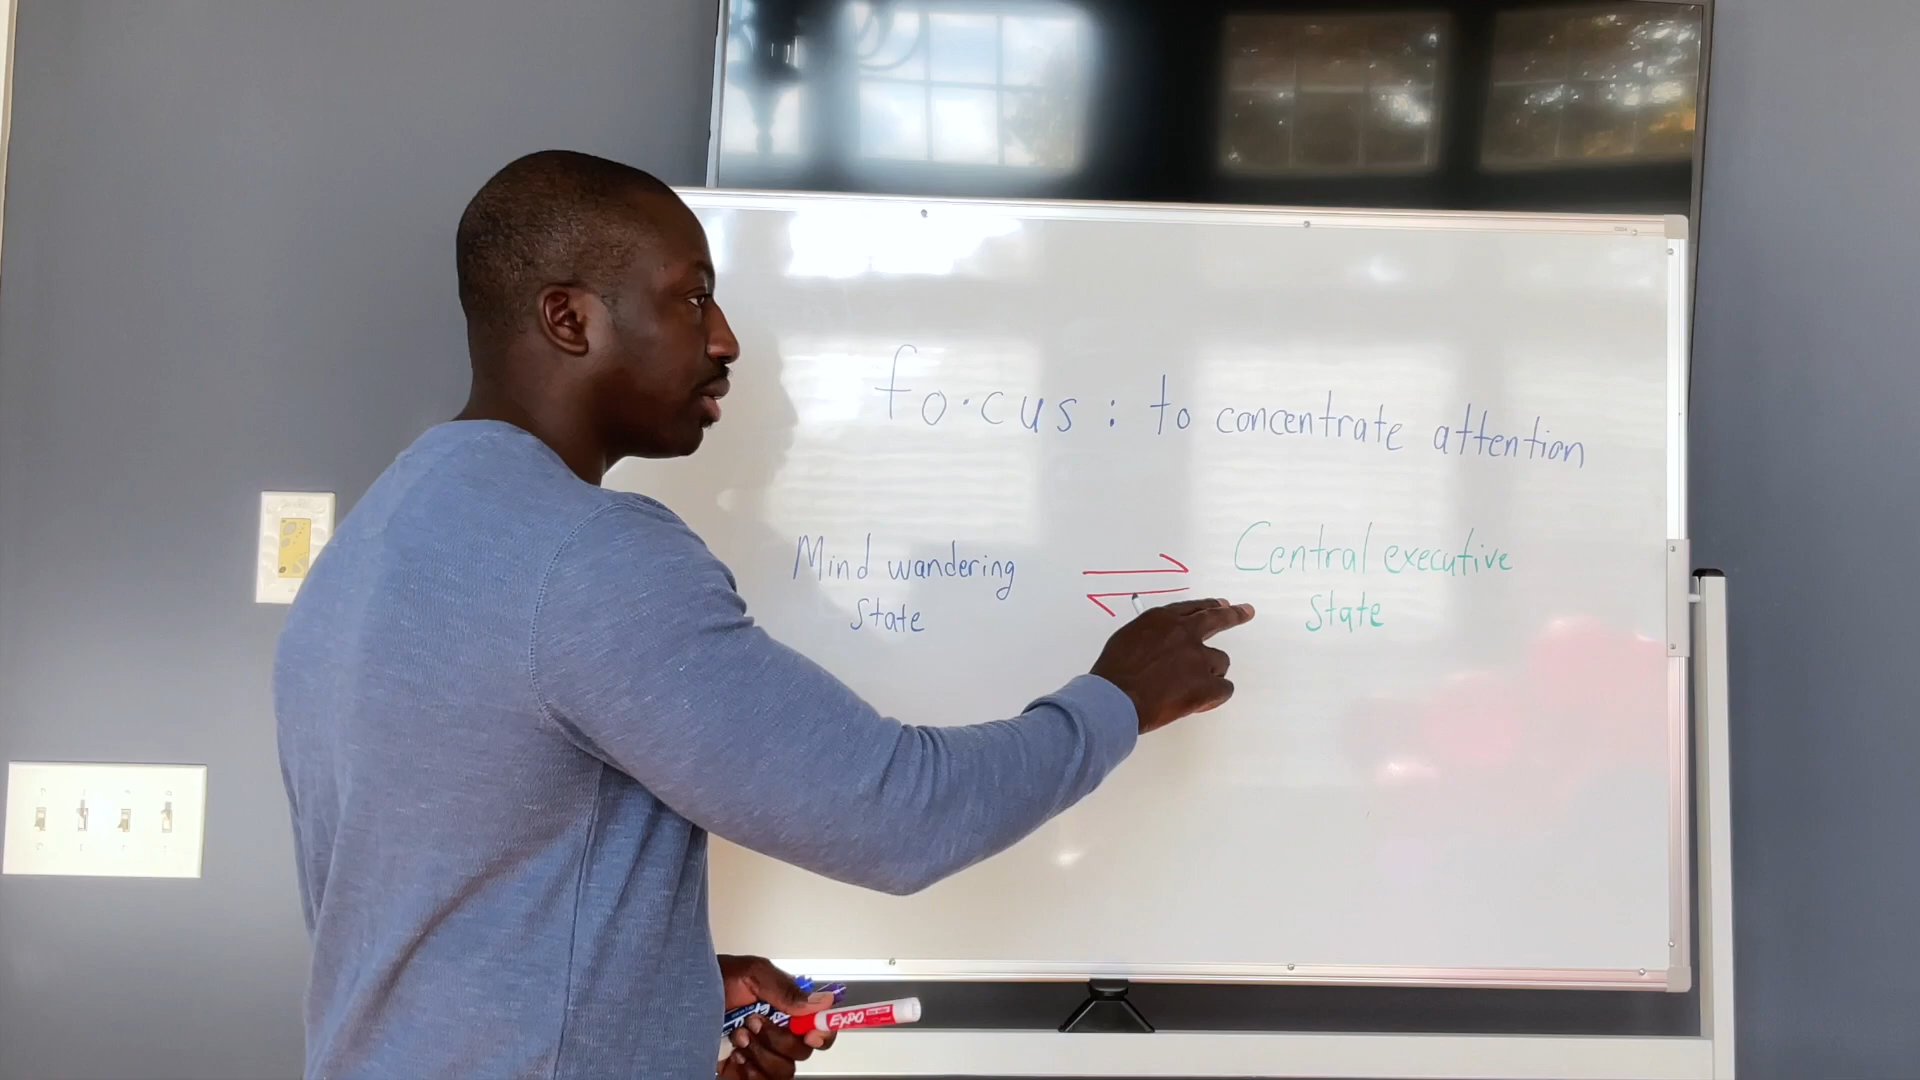 fo·cus: to concentrate attention
Mind wandering
State
Central executive
State
EXPO